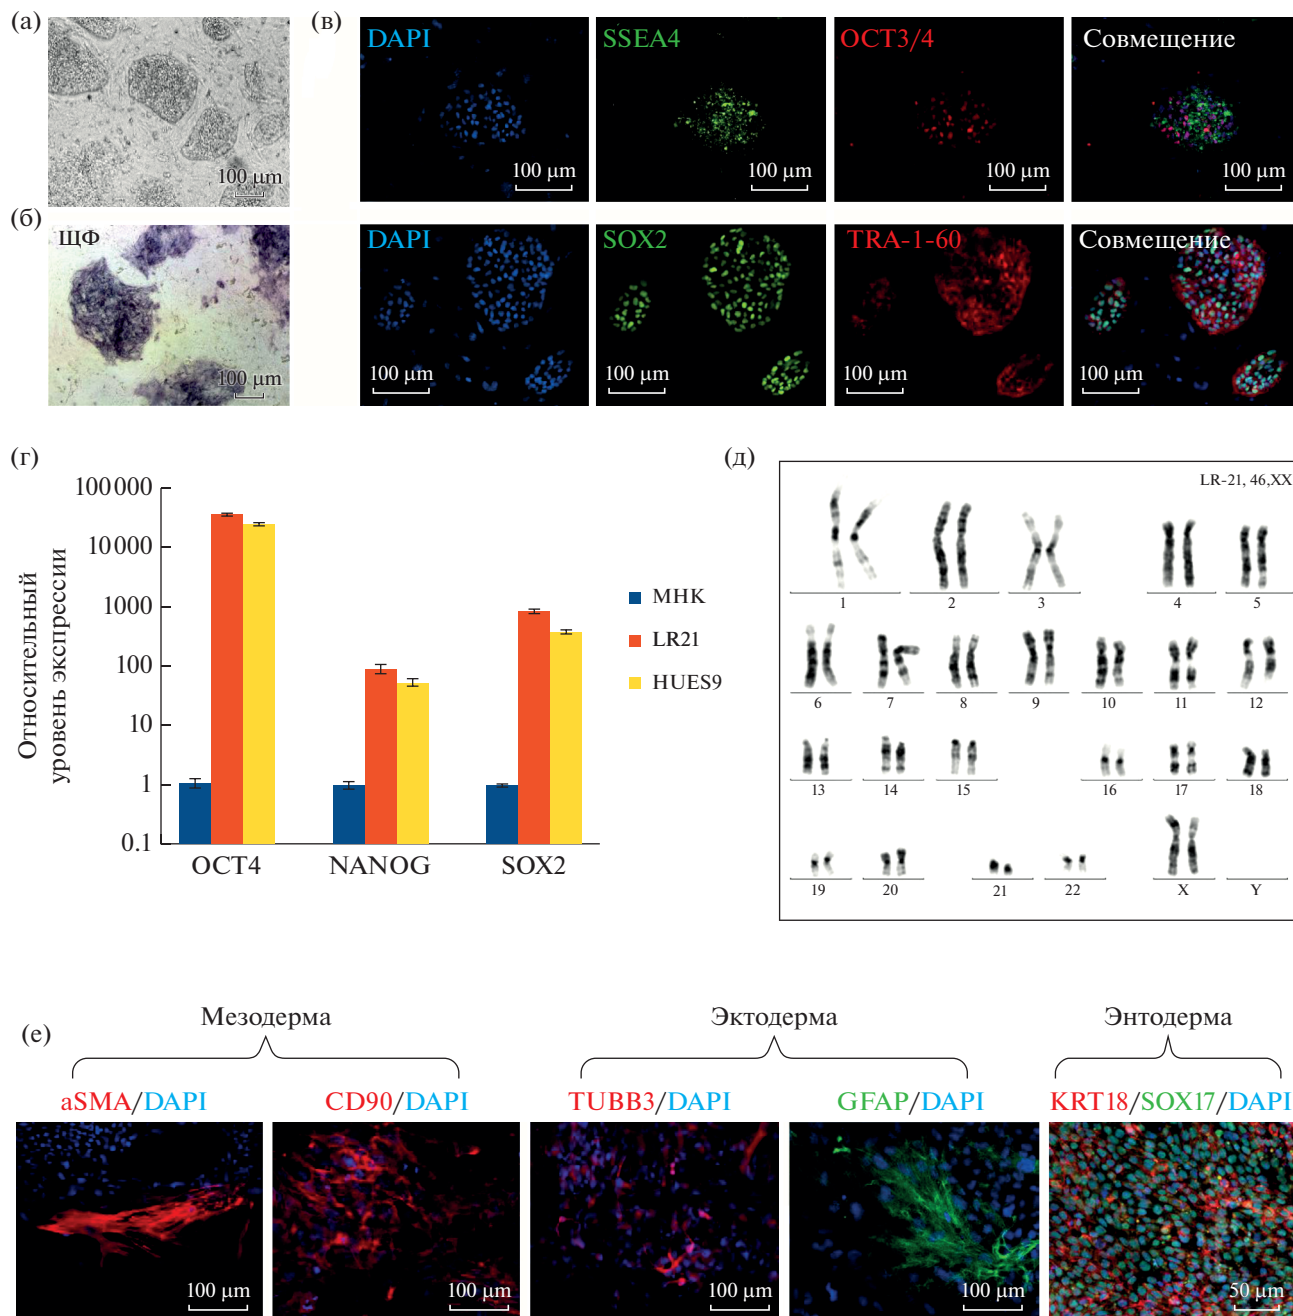 (а)
100 µm
(б)
ЩФ
100 µm
(в)
DAPI
SSEA4
OCT3/4
Совмещение
100 µm
100 µm
100 µm
100 µm
DAPI
SOX2
TRA-1-60
Совмещение
100 µm
100 µm
100 µm
100 µm
(г)
Относительный
уровень экспрессии
100 000
10 000
1000
100
10
1
0.1
OCT4 NANOG SOX2
МНК
LR21
HUES9
(д)
LR-21, 46,XX
1 2 3 4 5
6 7 8 9 10 11 12
13 14 15 16 17 18
19 20 21 22 X Y
(е)
Мезодерма Эктодерма Энтодерма
aSMA/DAPI CD90/DAPI TUBB3/DAPI GFAP/DAPI KRT18/SOX17/DAPI
100 µm 100 µm 100 µm 100 µm 50 µm